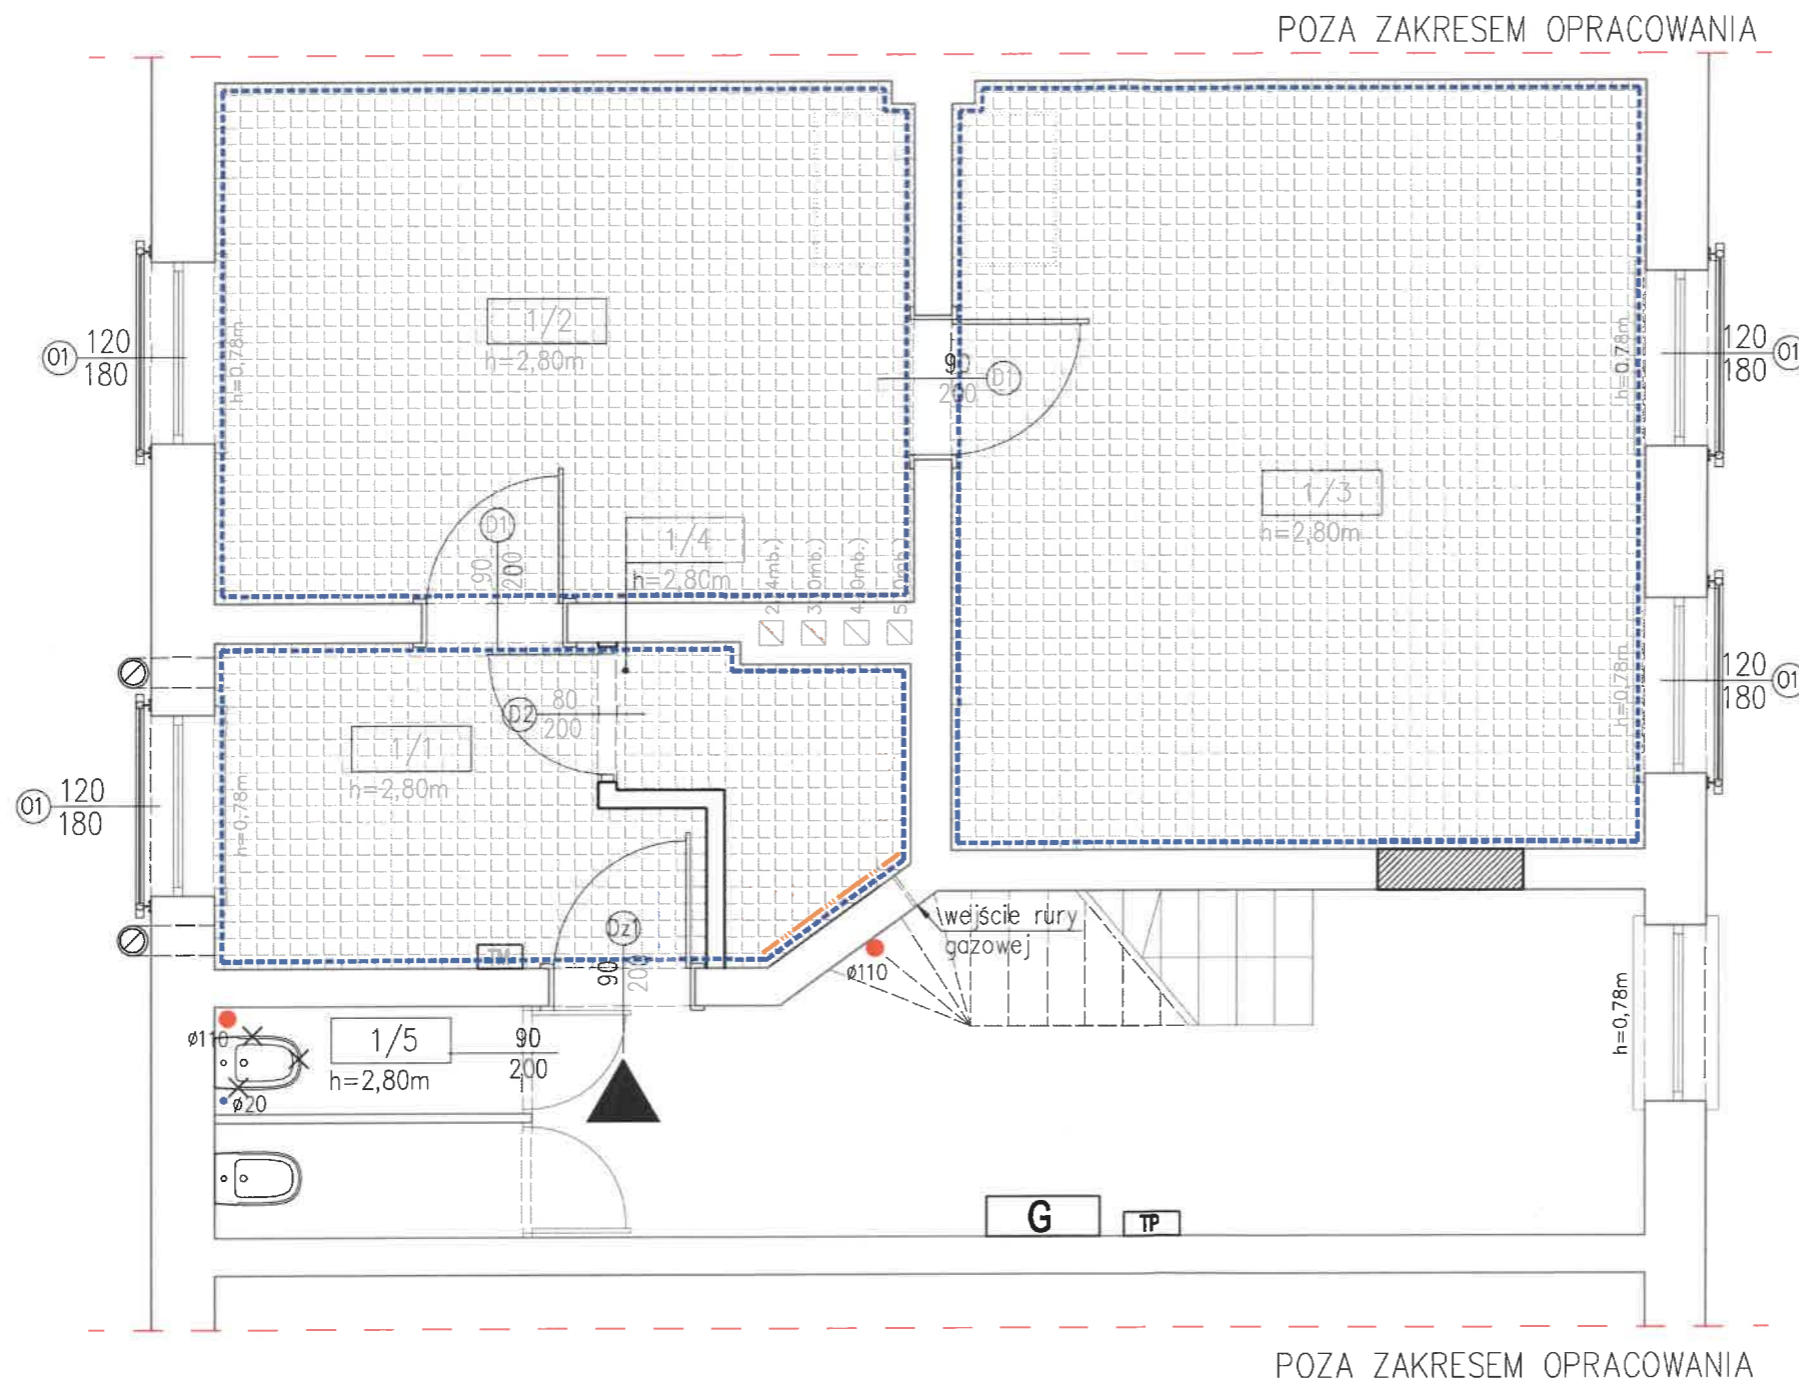 POZA ZAKRESEM OPRACOWANIA
1/2
h=2,80m
h=0,78m
01
120
180
90
200
D1
h=0,78m
120
180
01
1/3
h=2,80m
D1
90
200
1/4
h=2,80m
h=0,78m
120
180
01
D2
80
200
1/1
h=2,80m
h=0,78m
01
120
180
TM
Dz1
90
200
wejście rury
gazowej
ø110
ø110
1/5
h=2,80m
90
200
ø20
h=0,78m
G
TP
POZA ZAKRESEM OPRACOWANIA